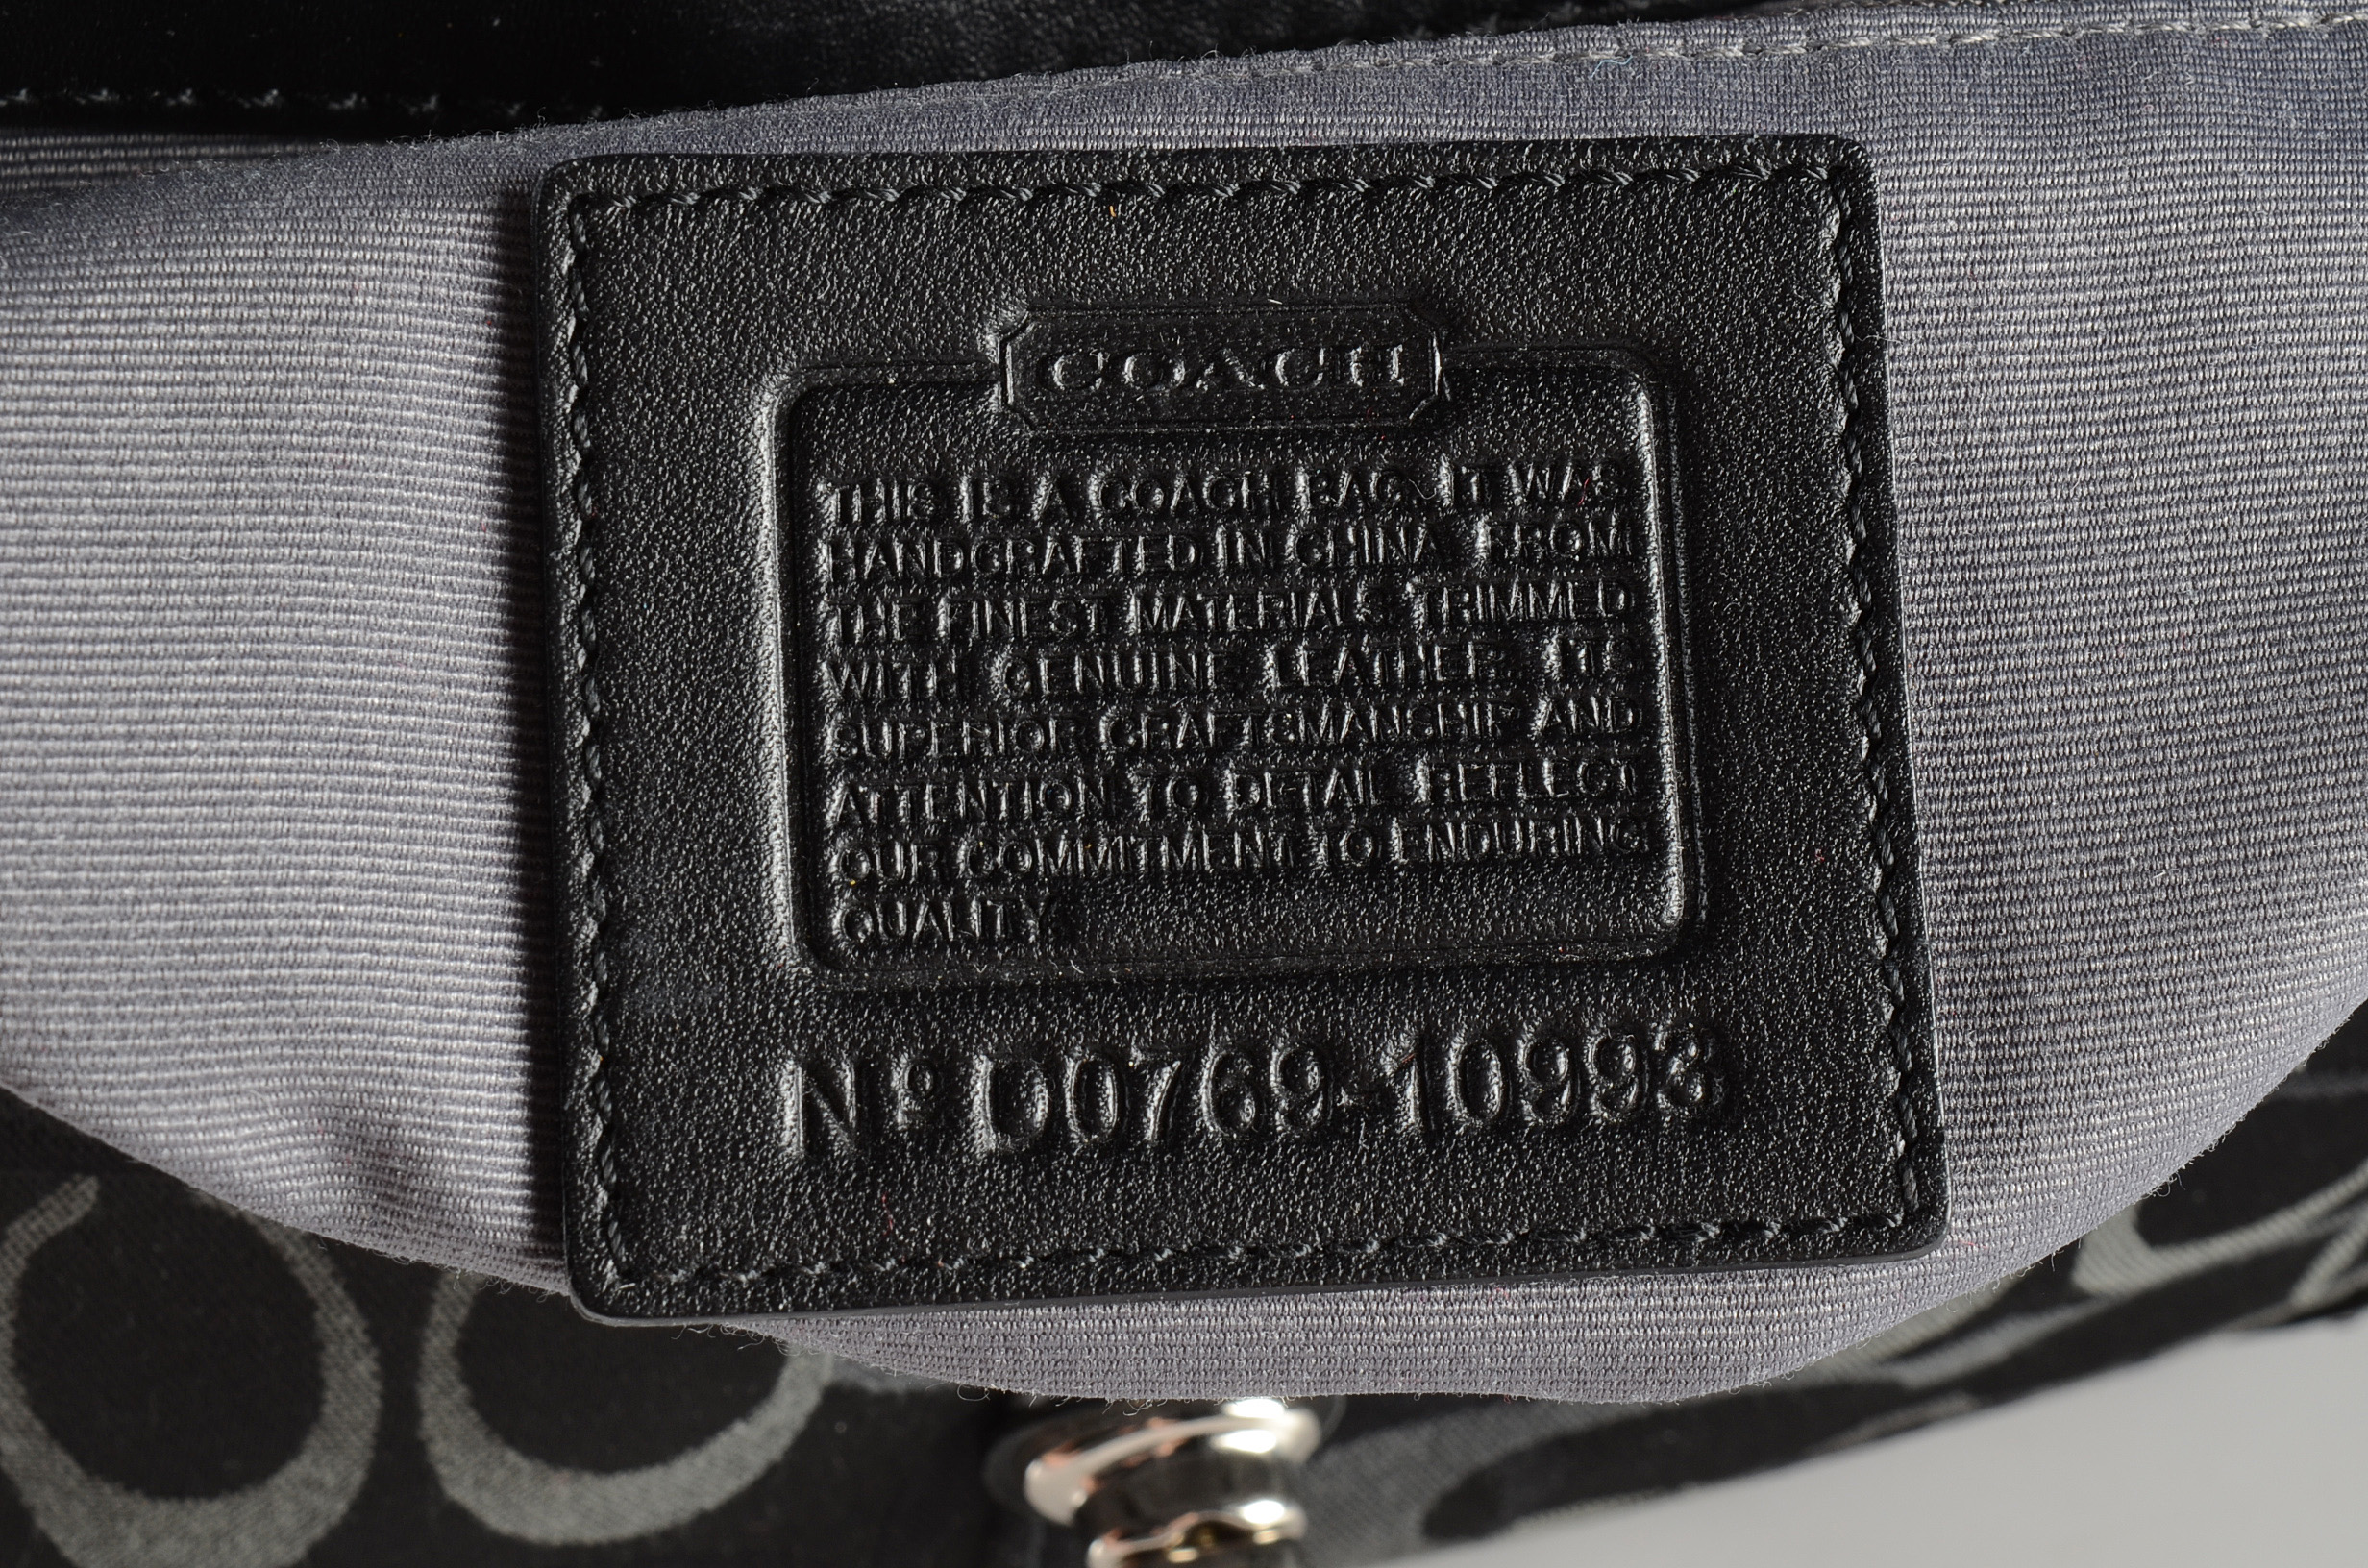 COACH
THIS IS A COACH BAG. IT WAS
HANDCRAFTED IN CHINA FROM
THE FINEST MATERIALS TRIMMED
WITH GENUINE LEATHER. ITS
SUPERIOR CRAFTSMANSHIP AND
ATTENTION TO DETAIL REFLECT
OUR COMMITMENT TO ENDURING
QUALITY.
Nº D0769-10993